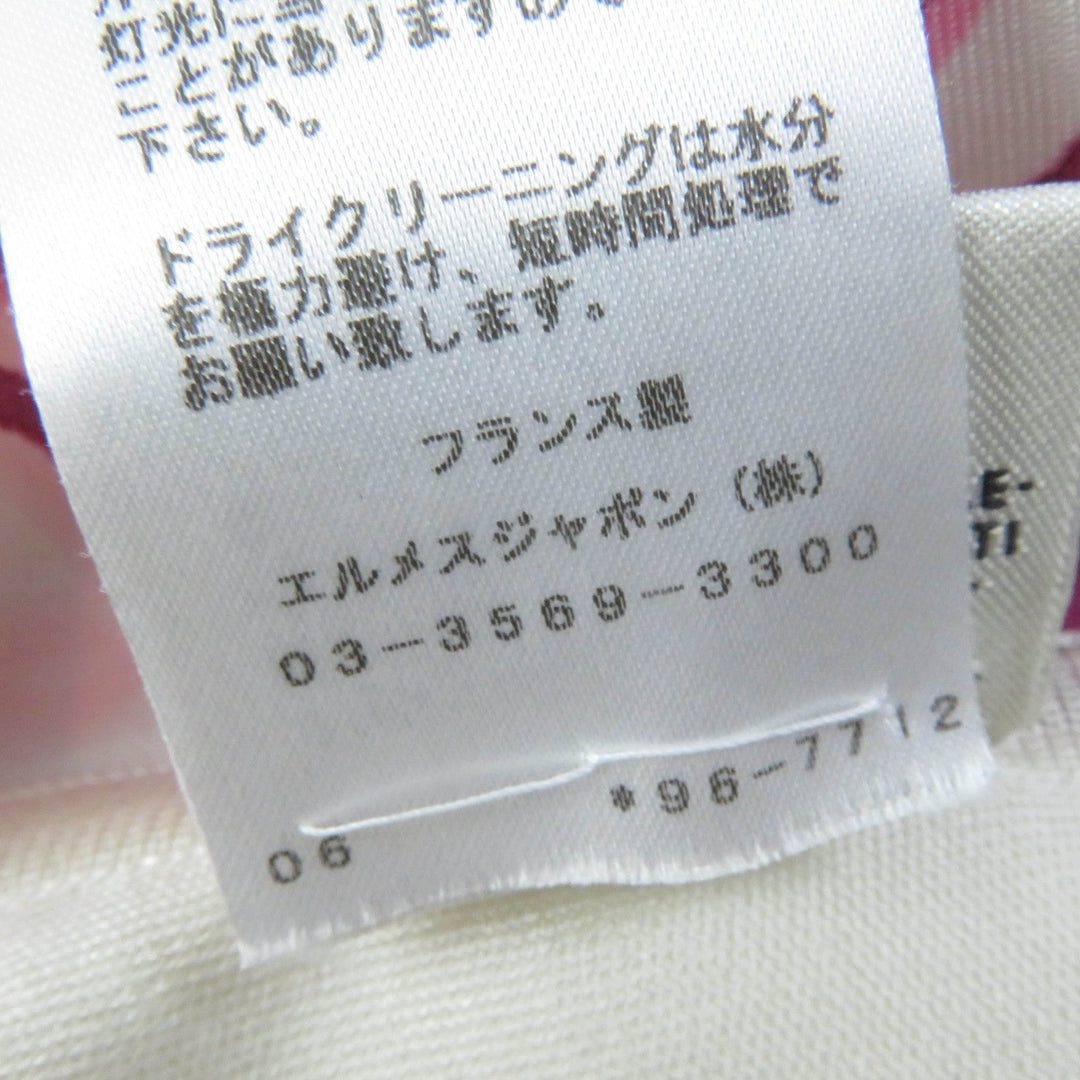 灯光に
ことがありますの
下さい。
ドライクリーニングは水分
を極力避け、短時間処理で
お願い致します。
フランス製
エルメスジャポン（株）
03-3569-3300
*96-7712
06